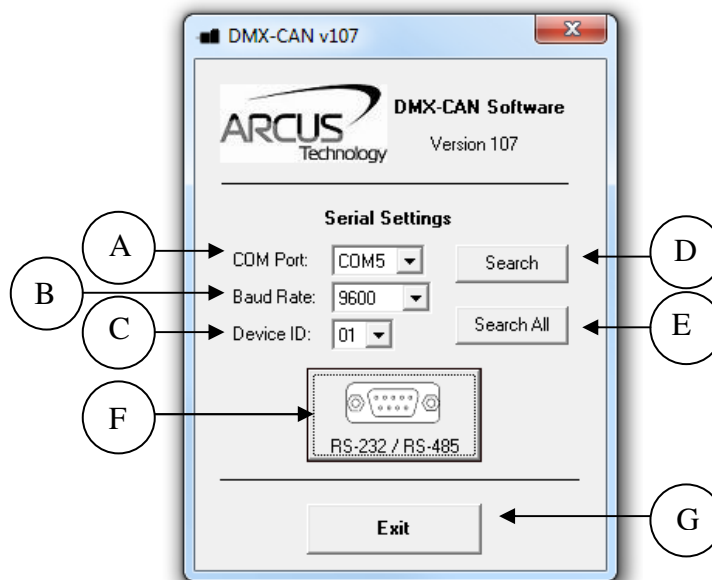 DMX-CAN v107
ARCUS
Technology
DMX-CAN Software
Version 107
Serial Settings
A
COM Port: COM5 Search
D
B
Baud Rate: 9600
C
Device ID: 01 Search All
E
F
RS-232 / RS-485
Exit
G